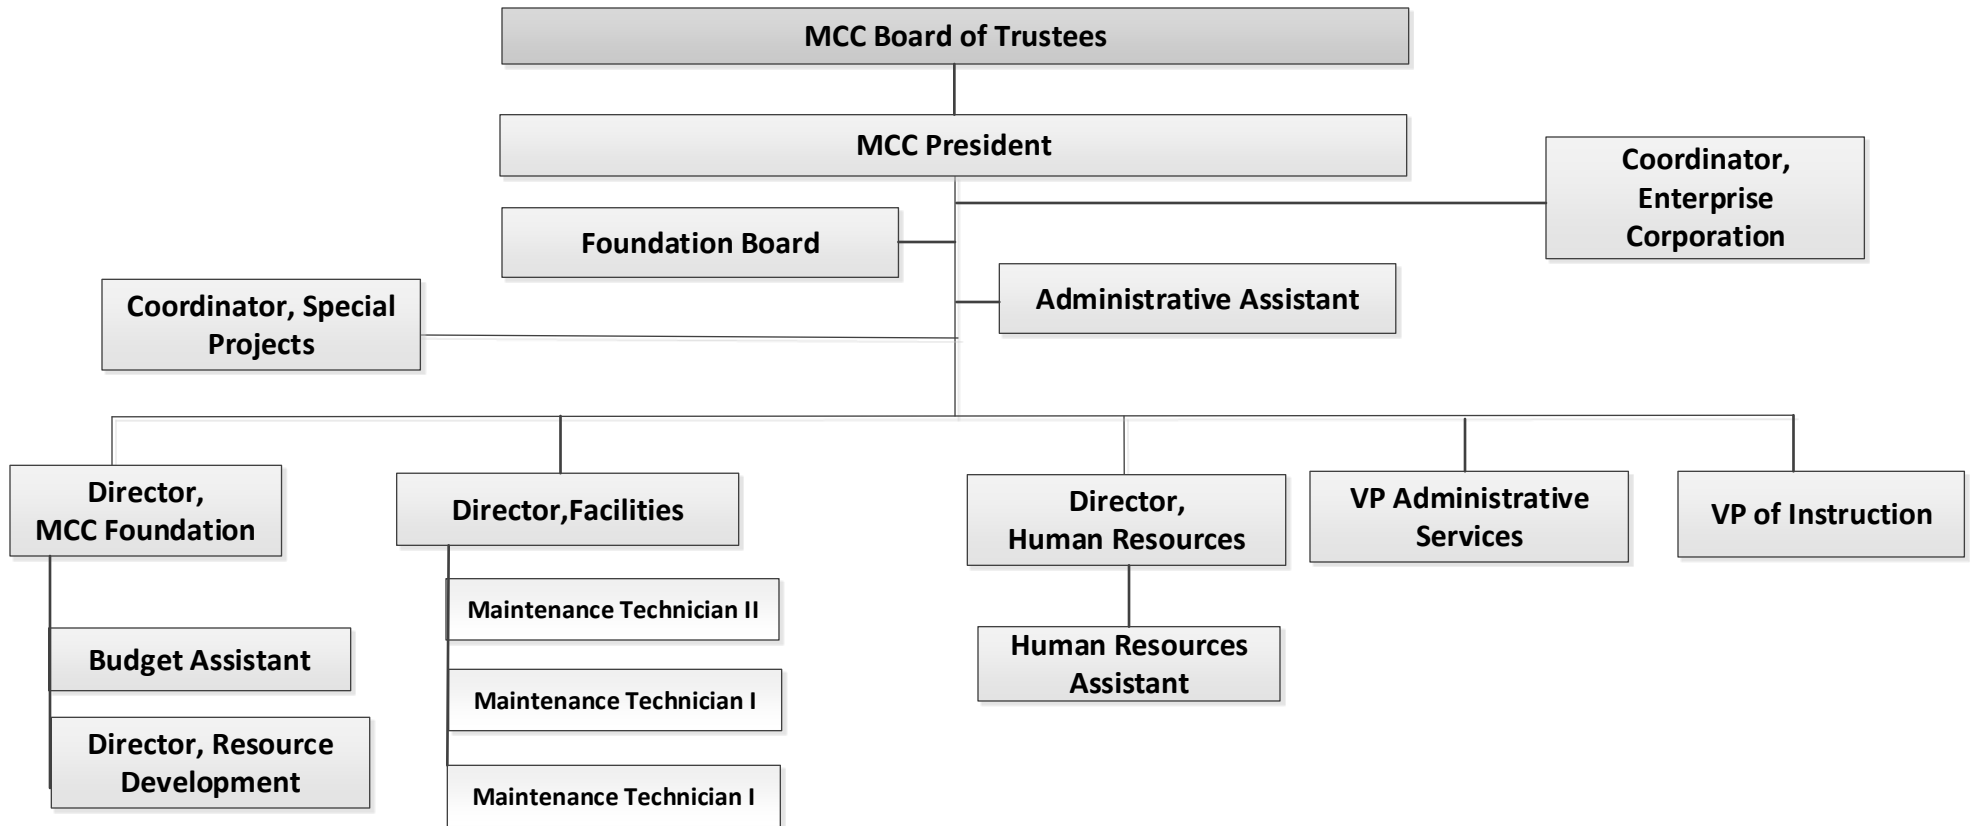 MCC Board of Trustees
MCC President
Coordinator,
Enterprise
Corporation
Foundation Board
Administrative Assistant
Coordinator, Special
Projects
Director,
MCC Foundation
Director,Facilities
Director,
Human Resources
VP Administrative
Services
VP of Instruction
Maintenance Technician II
Budget Assistant
Human Resources
Assistant
Maintenance Technician I
Director, Resource
Development
Maintenance Technician I